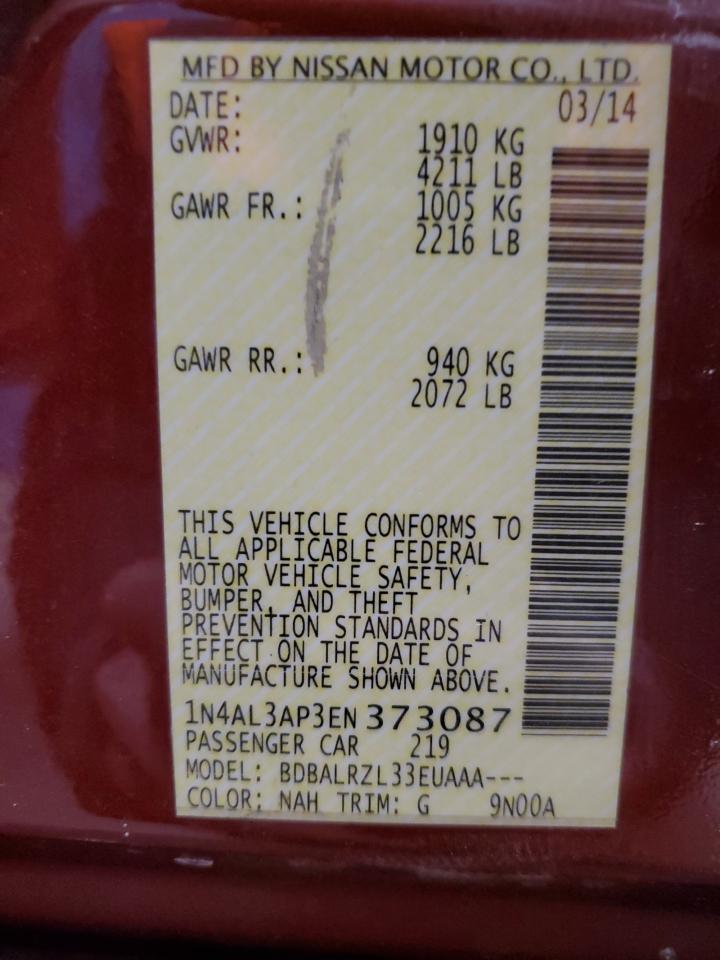 MFD BY NISSAN MOTOR CO., LTD.
DATE: 03/14
GVWR: 1910 KG
4211 LB
GAWR FR.: 1005 KG
2216 LB
GAWR RR.: 940 KG
2072 LB
THIS VEHICLE CONFORMS TO
ALL APPLICABLE FEDERAL
MOTOR VEHICLE SAFETY,
BUMPER, AND THEFT
PREVENTION STANDARDS IN
EFFECT ON THE DATE OF
MANUFACTURE SHOWN ABOVE.
1N4AL3AP3EN 373087
PASSENGER CAR 219
MODEL: BDBALRZL33EUAAA---
COLOR: NAH TRIM: G 9N00A